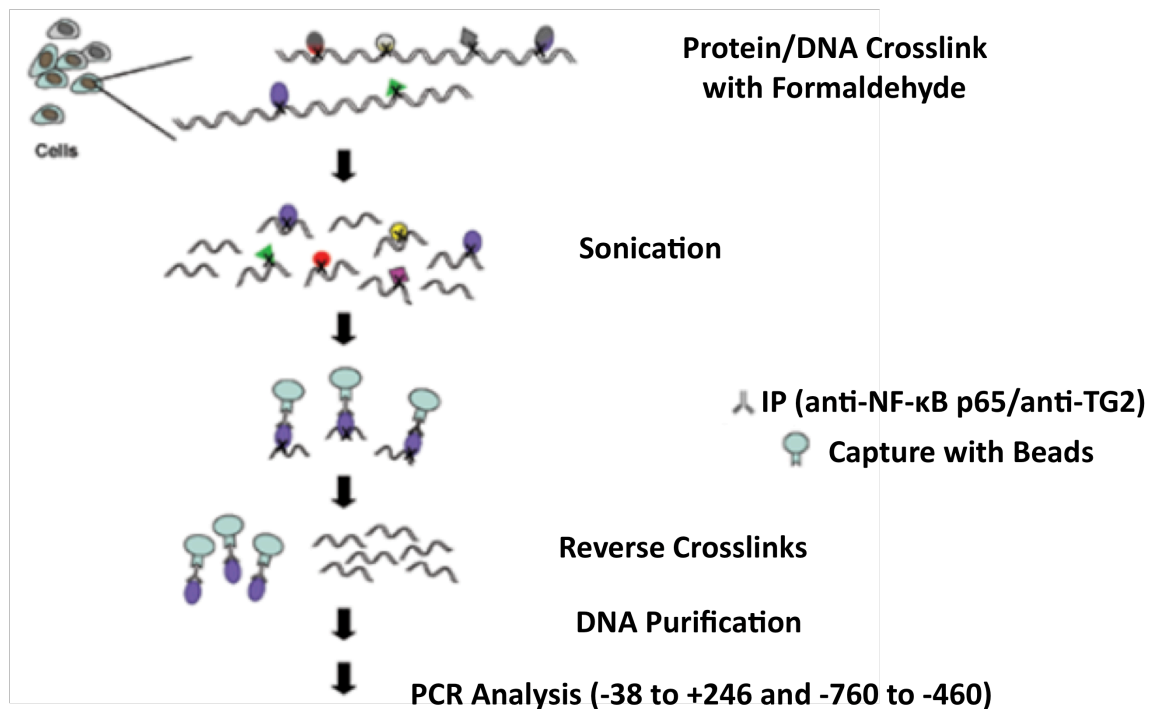 Protein/DNA Crosslink
with Formaldehyde
Cells
Sonication
IP (anti-NF-κB p65/anti-TG2)
Capture with Beads
Reverse Crosslinks
DNA Purification
PCR Analysis (-38 to +246 and -760 to -460)